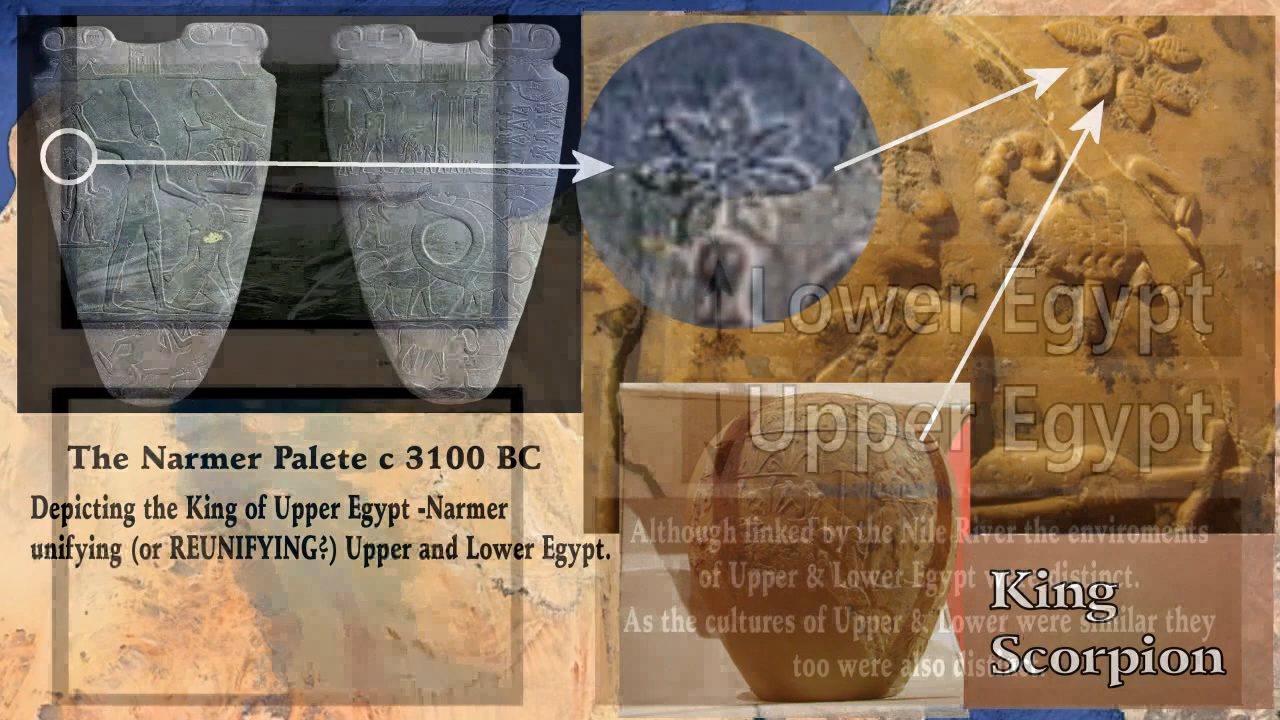 The Narmer Palete c 3100 BC
Depicting the King of Upper Egypt -Narmer
unifying (or REUNIFYING?) Upper and Lower Egypt.
Lower Egypt
Upper Egypt
Although linked by the Nile River the enviroments
of Upper & Lower Egypt distinct.
As the cultures of Upper & Lower were similar they
too were also
King
Scorpion